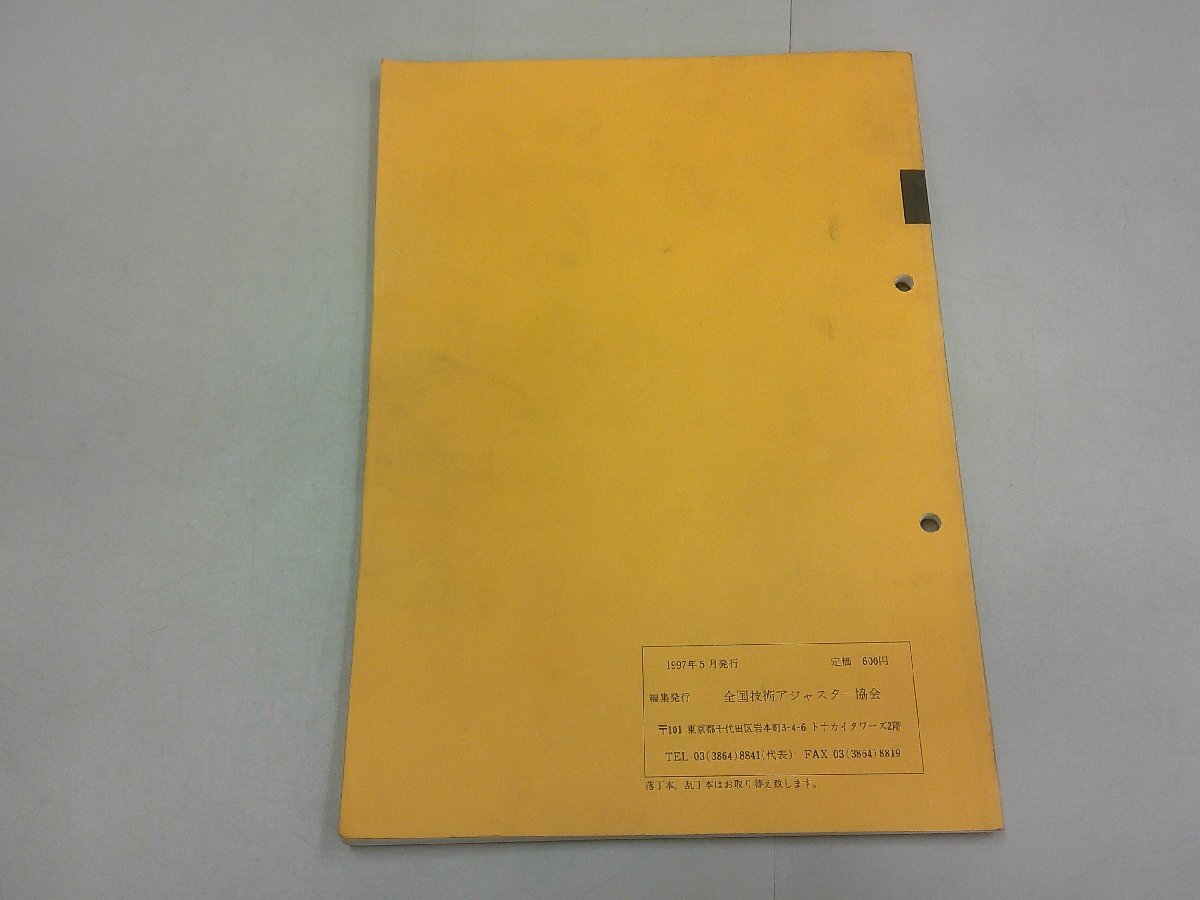 1997年5月発行　　定価　600円
編集発行　全国技術アジャスター協会
〒101 東京都千代田区岩本町3-4-6 トナカイタワーズ2階
TEL 03(3864)8841(代表)　FAX 03(3864)8819
落丁本、乱丁本はお取り替え致します。